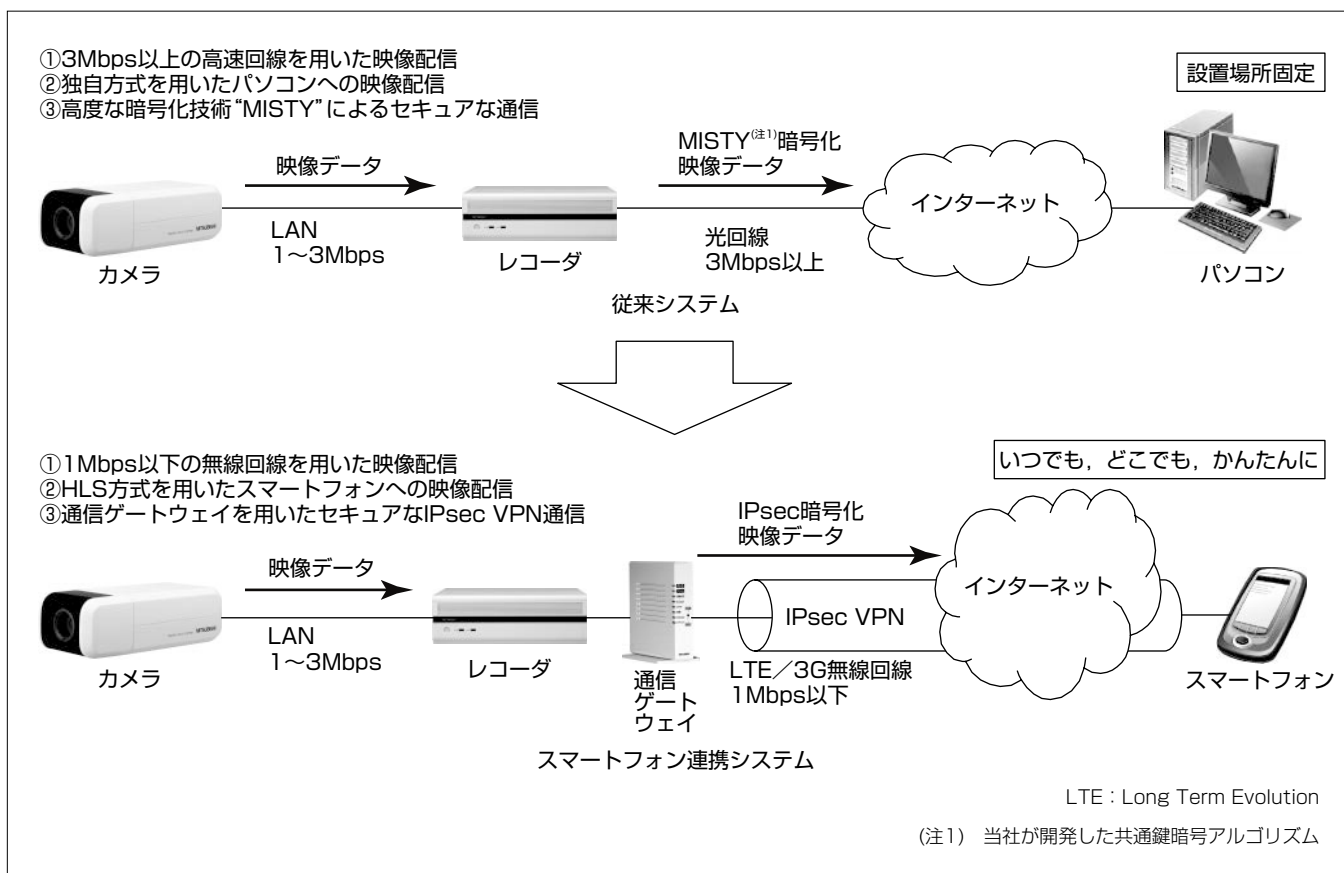 ①3Mbps以上の高速回線を用いた映像配信
②独自方式を用いたパソコンへの映像配信
③高度な暗号化技術“MISTY”によるセキュアな通信
設置場所固定
映像データ
MISTY(注1)暗号化
映像データ
インターネット
LAN
1〜3Mbps
光回線
3Mbps以上
カメラ
レコーダ
パソコン
従来システム
①1Mbps以下の無線回線を用いた映像配信
②HLS方式を用いたスマートフォンへの映像配信
③通信ゲートウェイを用いたセキュアなIPsec VPN通信
いつでも，どこでも，かんたんに
映像データ
IPsec暗号化
映像データ
インターネット
IPsec VPN
LAN
1〜3Mbps
LTE／3G無線回線
1Mbps以下
カメラ
レコーダ
通信
ゲート
ウェイ
スマートフォン
スマートフォン連携システム
LTE：Long Term Evolution
(注1)　当社が開発した共通鍵暗号アルゴリズム